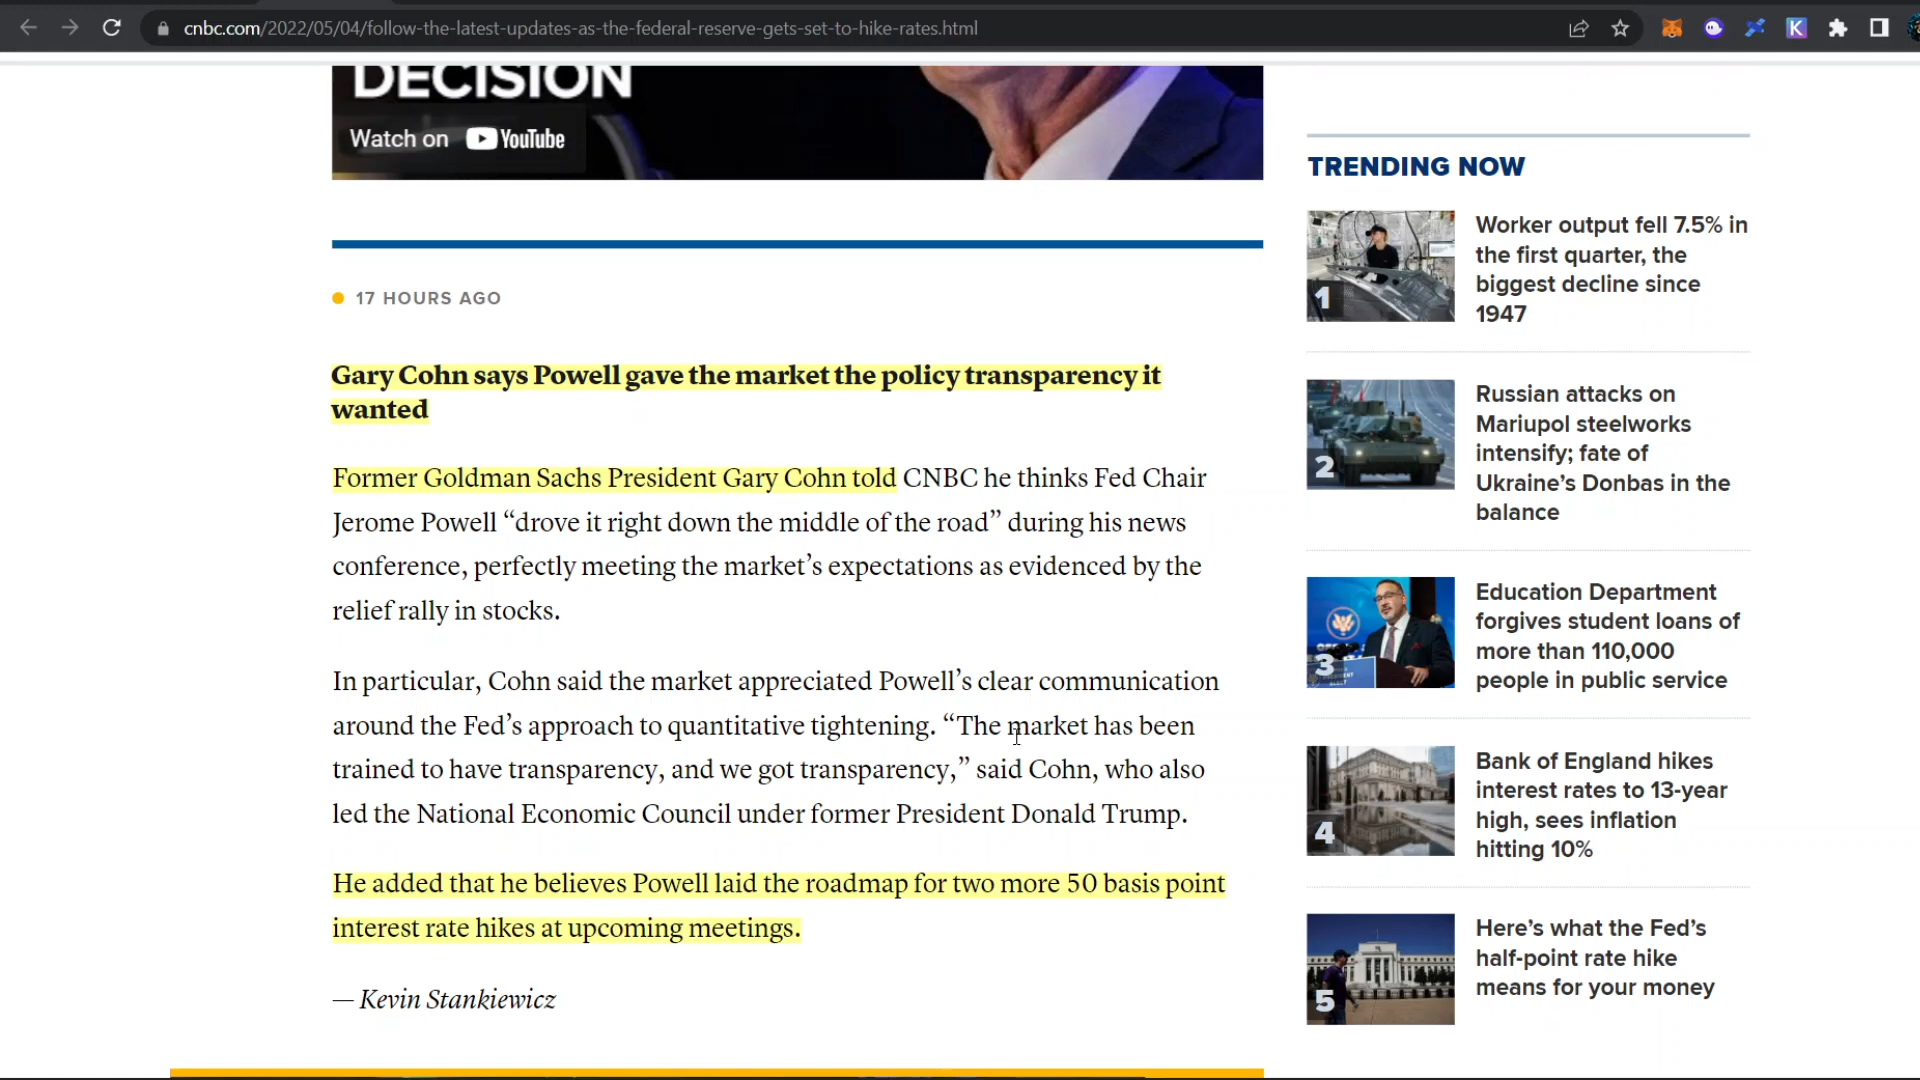 cnbc.com/2022/05/04/follow-the-latest-updates-as-the-federal-reserve-gets-set-to-hike-rates.html
K
DECISION
Watch on YouTube
17 HOURS AGO
Gary Cohn says Powell gave the market the policy transparency it
wanted
Former Goldman Sachs President Gary Cohn told CNBC he thinks Fed Chair
Jerome Powell “drove it right down the middle of the road” during his news
conference, perfectly meeting the market’s expectations as evidenced by the
relief rally in stocks.
In particular, Cohn said the market appreciated Powell’s clear communication
around the Fed’s approach to quantitative tightening. “The market has been
trained to have transparency, and we got transparency,” said Cohn, who also
led the National Economic Council under former President Donald Trump.
He added that he believes Powell laid the roadmap for two more 50 basis point
interest rate hikes at upcoming meetings.
— Kevin Stankiewicz
TRENDING NOW
1
Worker output fell 7.5% in
the first quarter, the
biggest decline since
1947
2
Russian attacks on
Mariupol steelworks
intensify; fate of
Ukraine’s Donbas in the
balance
3
Education Department
forgives student loans of
more than 110,000
people in public service
4
Bank of England hikes
interest rates to 13-year
high, sees inflation
hitting 10%
5
Here’s what the Fed’s
half-point rate hike
means for your money